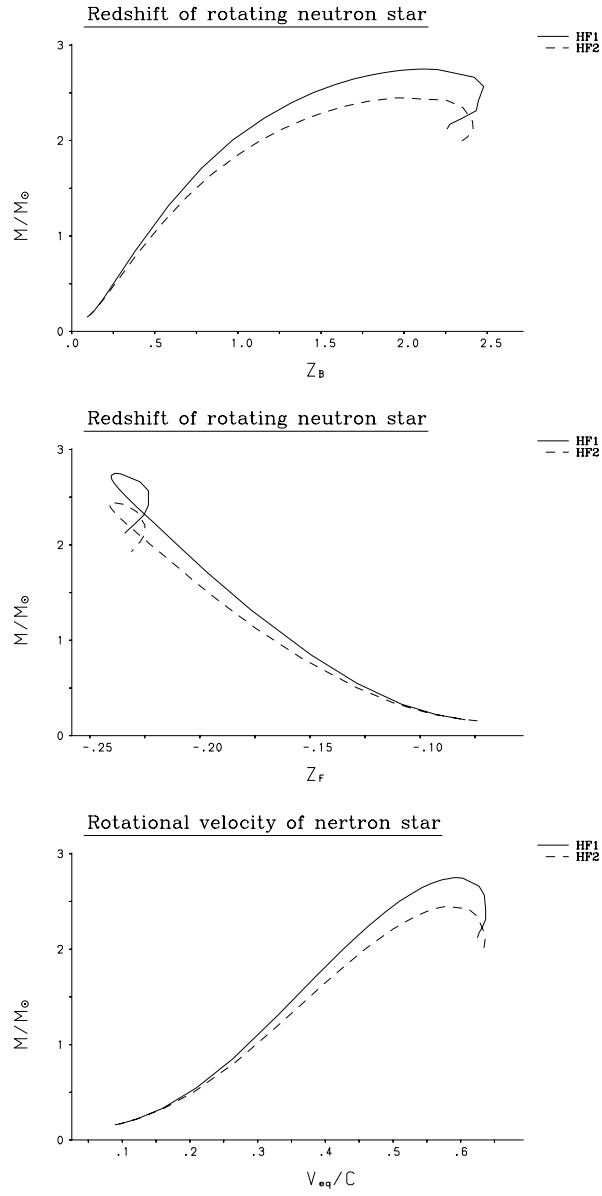 Redshift of rotating neutron star
HF1
HF2
3
2
1
0
M/M☉
.0 .5 1.0 1.5 2.0 2.5
Z_B
Redshift of rotating neutron star
HF1
HF2
3
2
1
0
M/M☉
-.25 -.20 -.15 -.10
Z_F
Rotational velocity of nertron star
HF1
HF2
3
2
1
0
M/M☉
.1 .2 .3 .4 .5 .6
V_eq/C